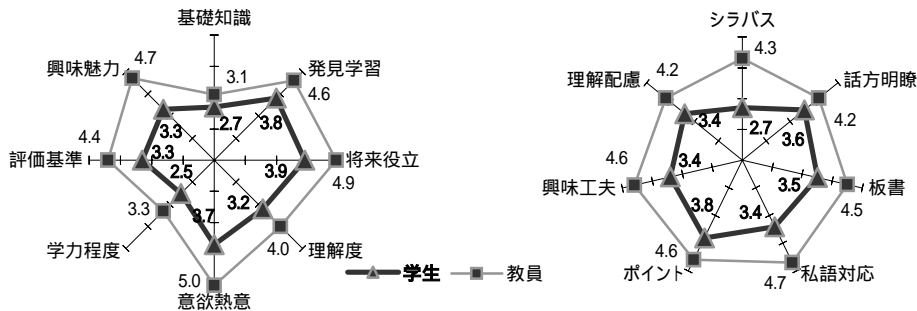 基礎知識
発見学習
将来役立
理解度
意欲熱意
学力程度
評価基準
興味魅力
3.1
4.6
4.9
4.0
5.0
3.3
4.4
4.7
2.7
3.8
3.9
3.2
3.7
2.5
3.3
3.3
学生
教員
シラバス
話方明瞭
板書
私語対応
ポイント
興味工夫
理解配慮
4.3
4.2
4.5
4.7
4.6
4.6
4.2
2.7
3.6
3.5
3.4
3.8
3.4
3.4